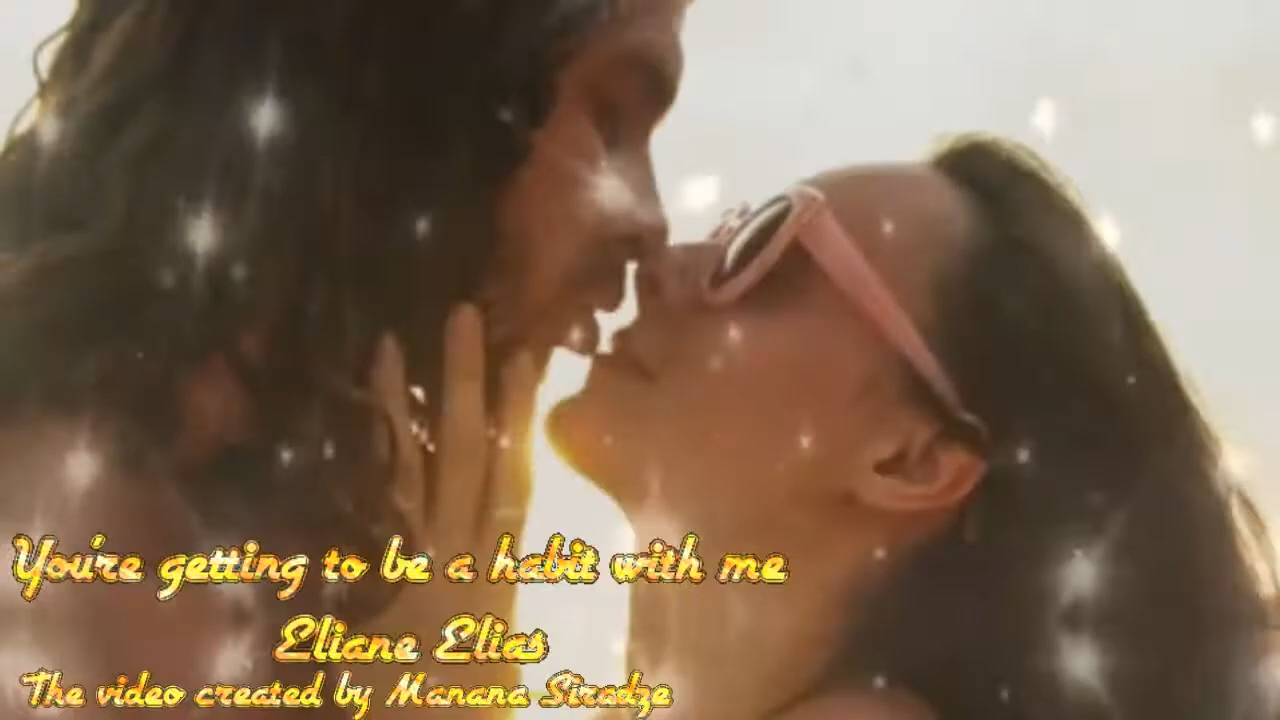 You're getting to be a habit with me
Eliane Elias
The video created by Manana Siradze